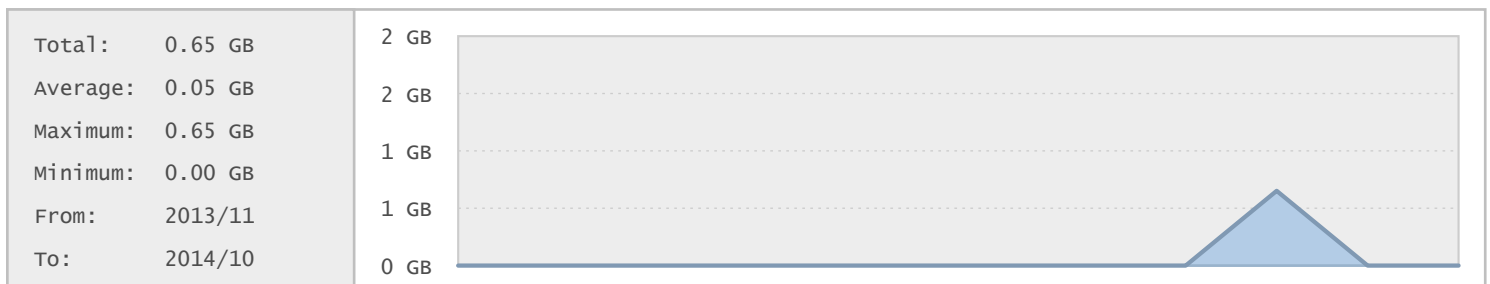 Total: 0.65 GB
Average: 0.05 GB
Maximum: 0.65 GB
Minimum: 0.00 GB
From: 2013/11
To: 2014/10
2 GB
2 GB
1 GB
1 GB
0 GB